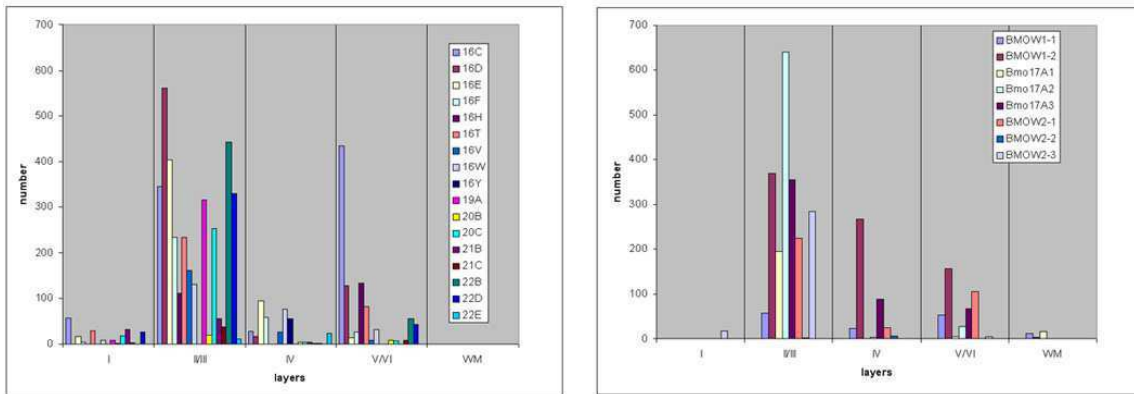 700
600
500
400
300
200
100
0
number
I
II/III
IV
V/VI
WM
layers
16C
16D
16E
16F
16H
16T
16V
16W
16Y
19A
20B
20C
21B
21C
22B
22D
22E
700
600
500
400
300
200
100
0
number
I
II/III
IV
V/VI
WM
layers
BMOW1-1
BMOW1-2
Bmo17A1
Bmo17A2
Bmo17A3
BMOW2-1
BMOW2-2
BMOW2-3